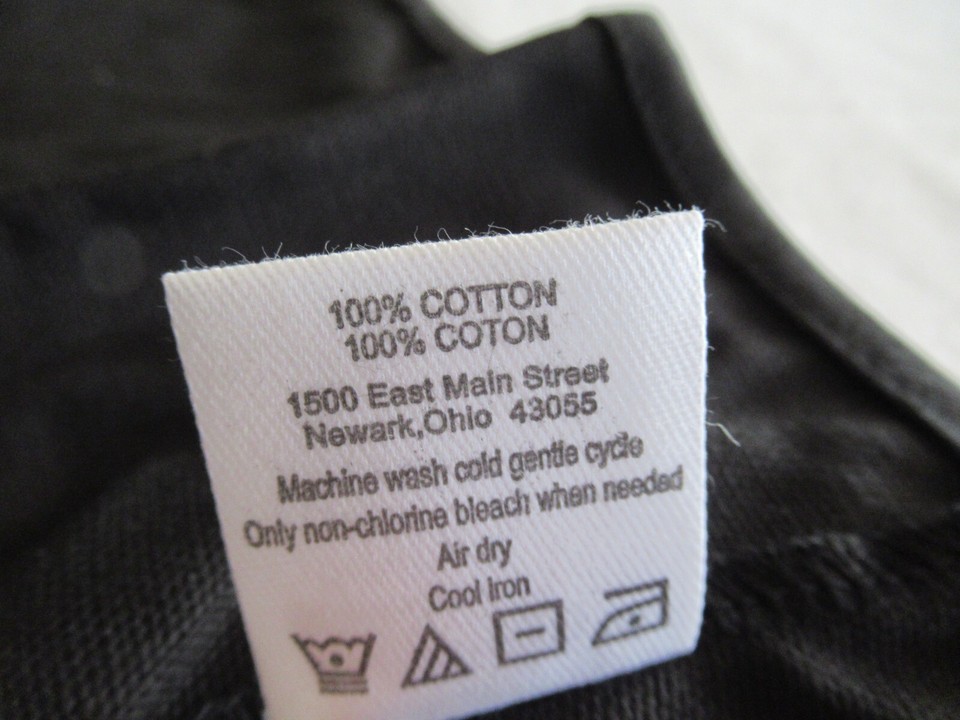 100% COTTON
100% COTON
1500 East Main Street
Newark,Ohio 43055
Machine wash cold gentle cycle
Only non-chlorine bleach when needed
Air dry
Cool Iron